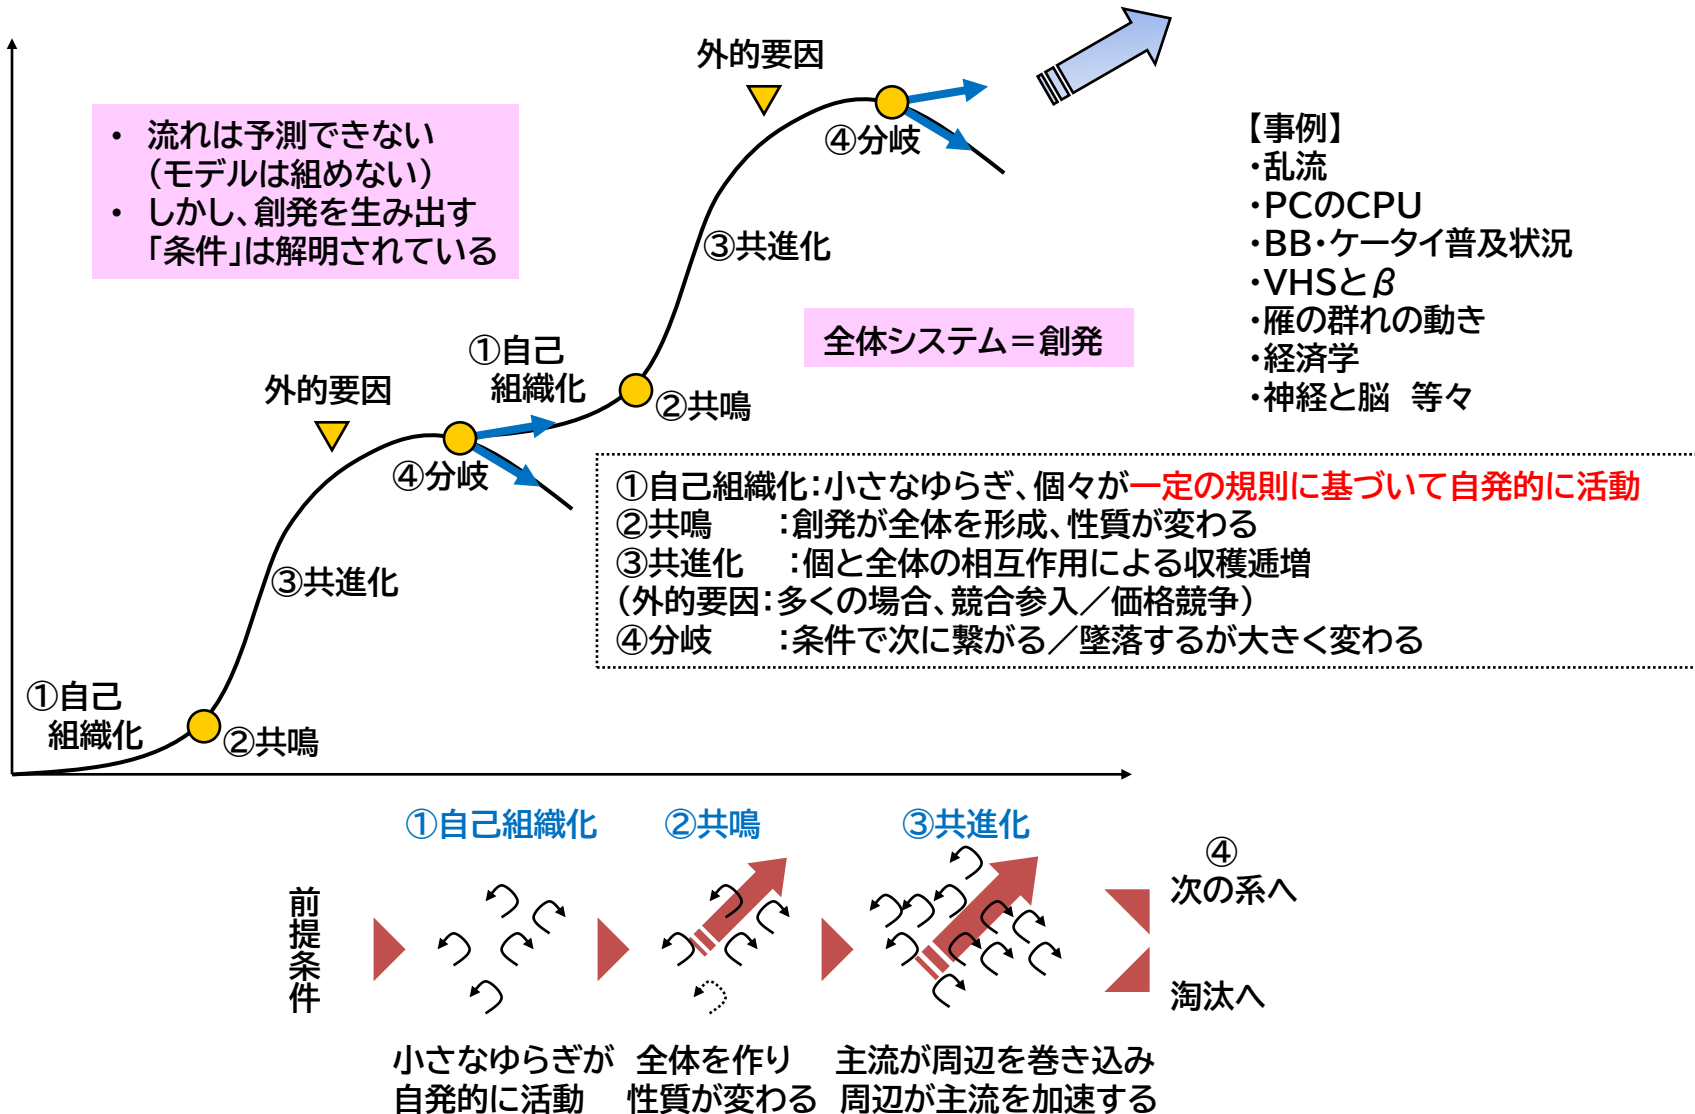 外的要因
④分岐
③共進化
・ 流れは予測できない
（モデルは組めない）
・ しかし、創発を生み出す
「条件」は解明されている
【事例】
・乱流
・PCのCPU
・BB・ケータイ普及状況
・VHSとβ
・雁の群れの動き
・経済学
・神経と脳 等々
全体システム＝創発
①自己
組織化
②共鳴
外的要因
④分岐
③共進化
①自己組織化：小さなゆらぎ、個々が一定の規則に基づいて自発的に活動
②共鳴 ：創発が全体を形成、性質が変わる
③共進化 ：個と全体の相互作用による収穫逓増
（外的要因：多くの場合、競合参入／価格競争）
④分岐 ：条件で次に繋がる／墜落するが大きく変わる
①自己
組織化
②共鳴
①自己組織化
②共鳴
③共進化
④
次の系へ
前提条件
淘汰へ
小さなゆらぎが
自発的に活動
全体を作り
性質が変わる
主流が周辺を巻き込み
周辺が主流を加速する